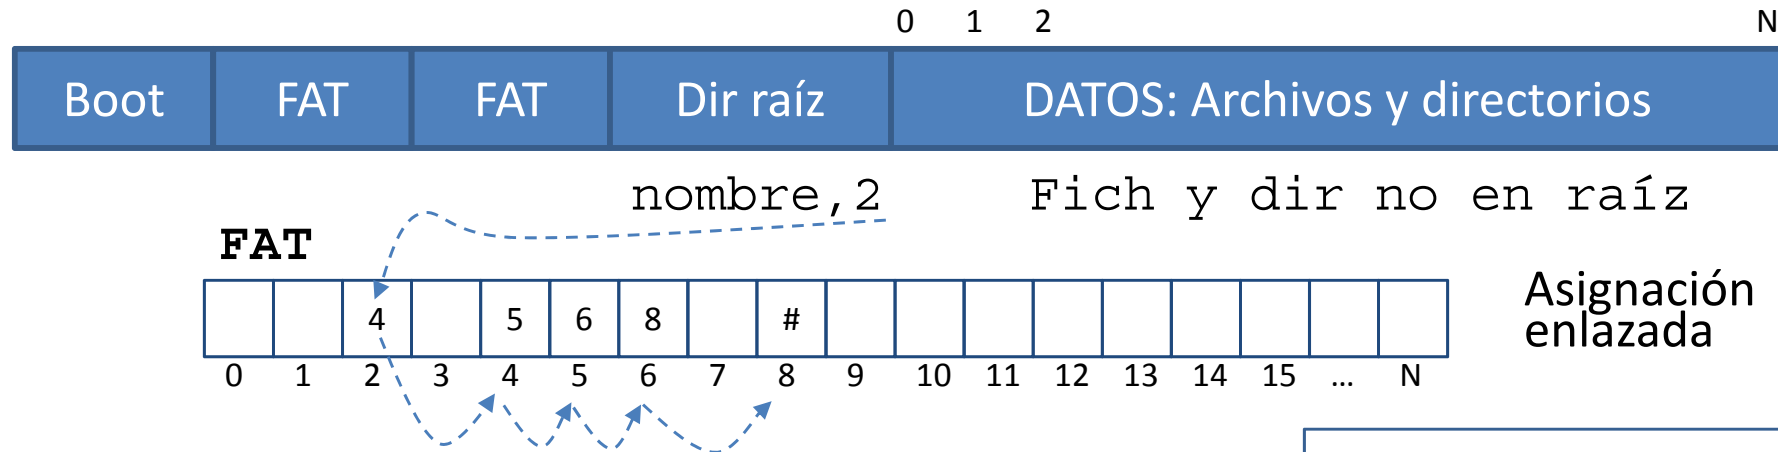 0 1 2 N
Boot FAT FAT Dir raíz DATOS: Archivos y directorios
nombre,2 Fich y dir no en raíz
FAT
4 5 6 8 #
0 1 2 3 4 5 6 7 8 9 10 11 12 13 14 15 ... N
Asignación
enlazada